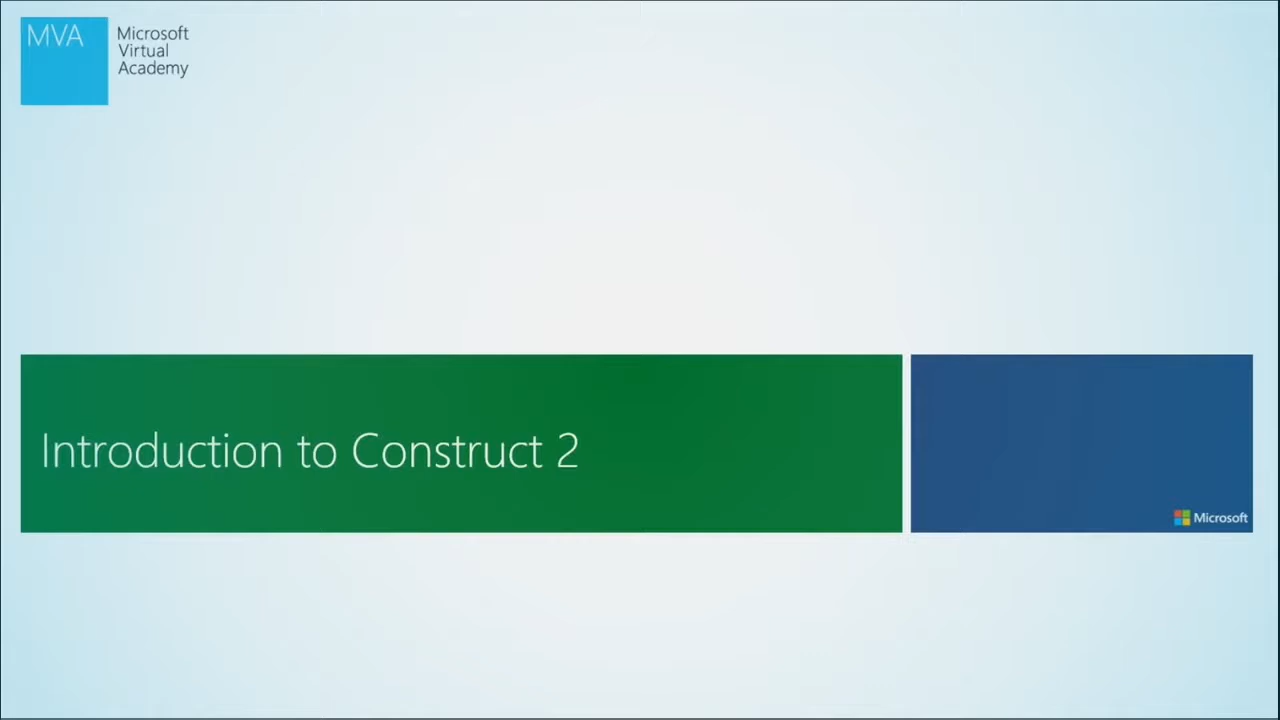 MVA
Microsoft
Virtual
Academy
Introduction to Construct 2
Microsoft